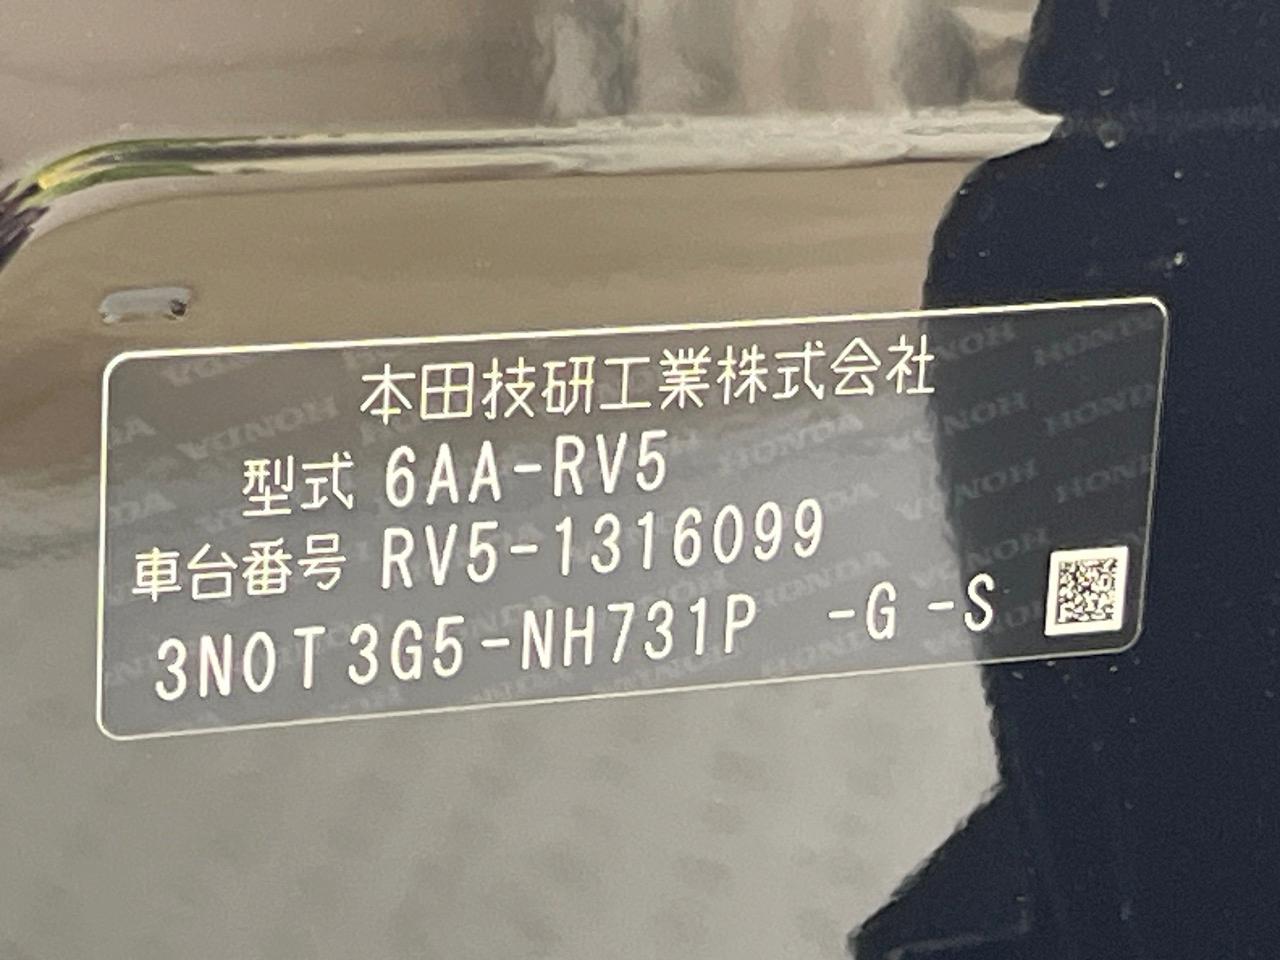 本田技研工業株式会社
型式 6AA-RV5
車台番号 RV5-1316099
3N0T3G5-NH731P -G -S